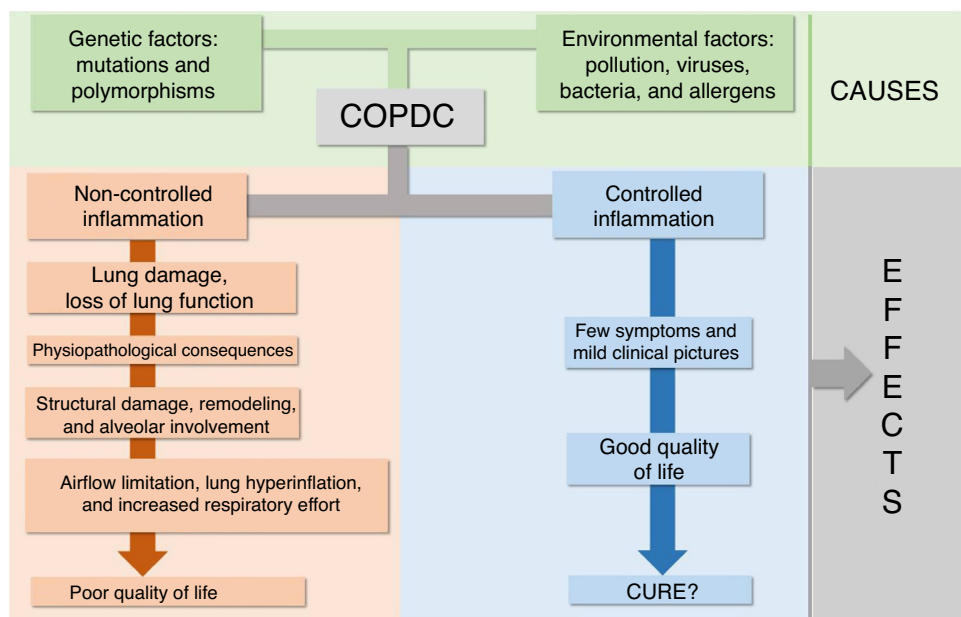 Genetic factors:
mutations and
polymorphisms
Environmental factors:
pollution, viruses,
bacteria, and allergens
CAUSES
COPDC
Non-controlled
inflammation
Lung damage,
loss of lung function
Physiopathological consequences
Structural damage, remodeling,
and alveolar involvement
Airflow limitation, lung hyperinflation,
and increased respiratory effort
Poor quality of life
Controlled
inflammation
Few symptoms and
mild clinical pictures
Good quality
of life
CURE?
E
F
F
E
C
T
S